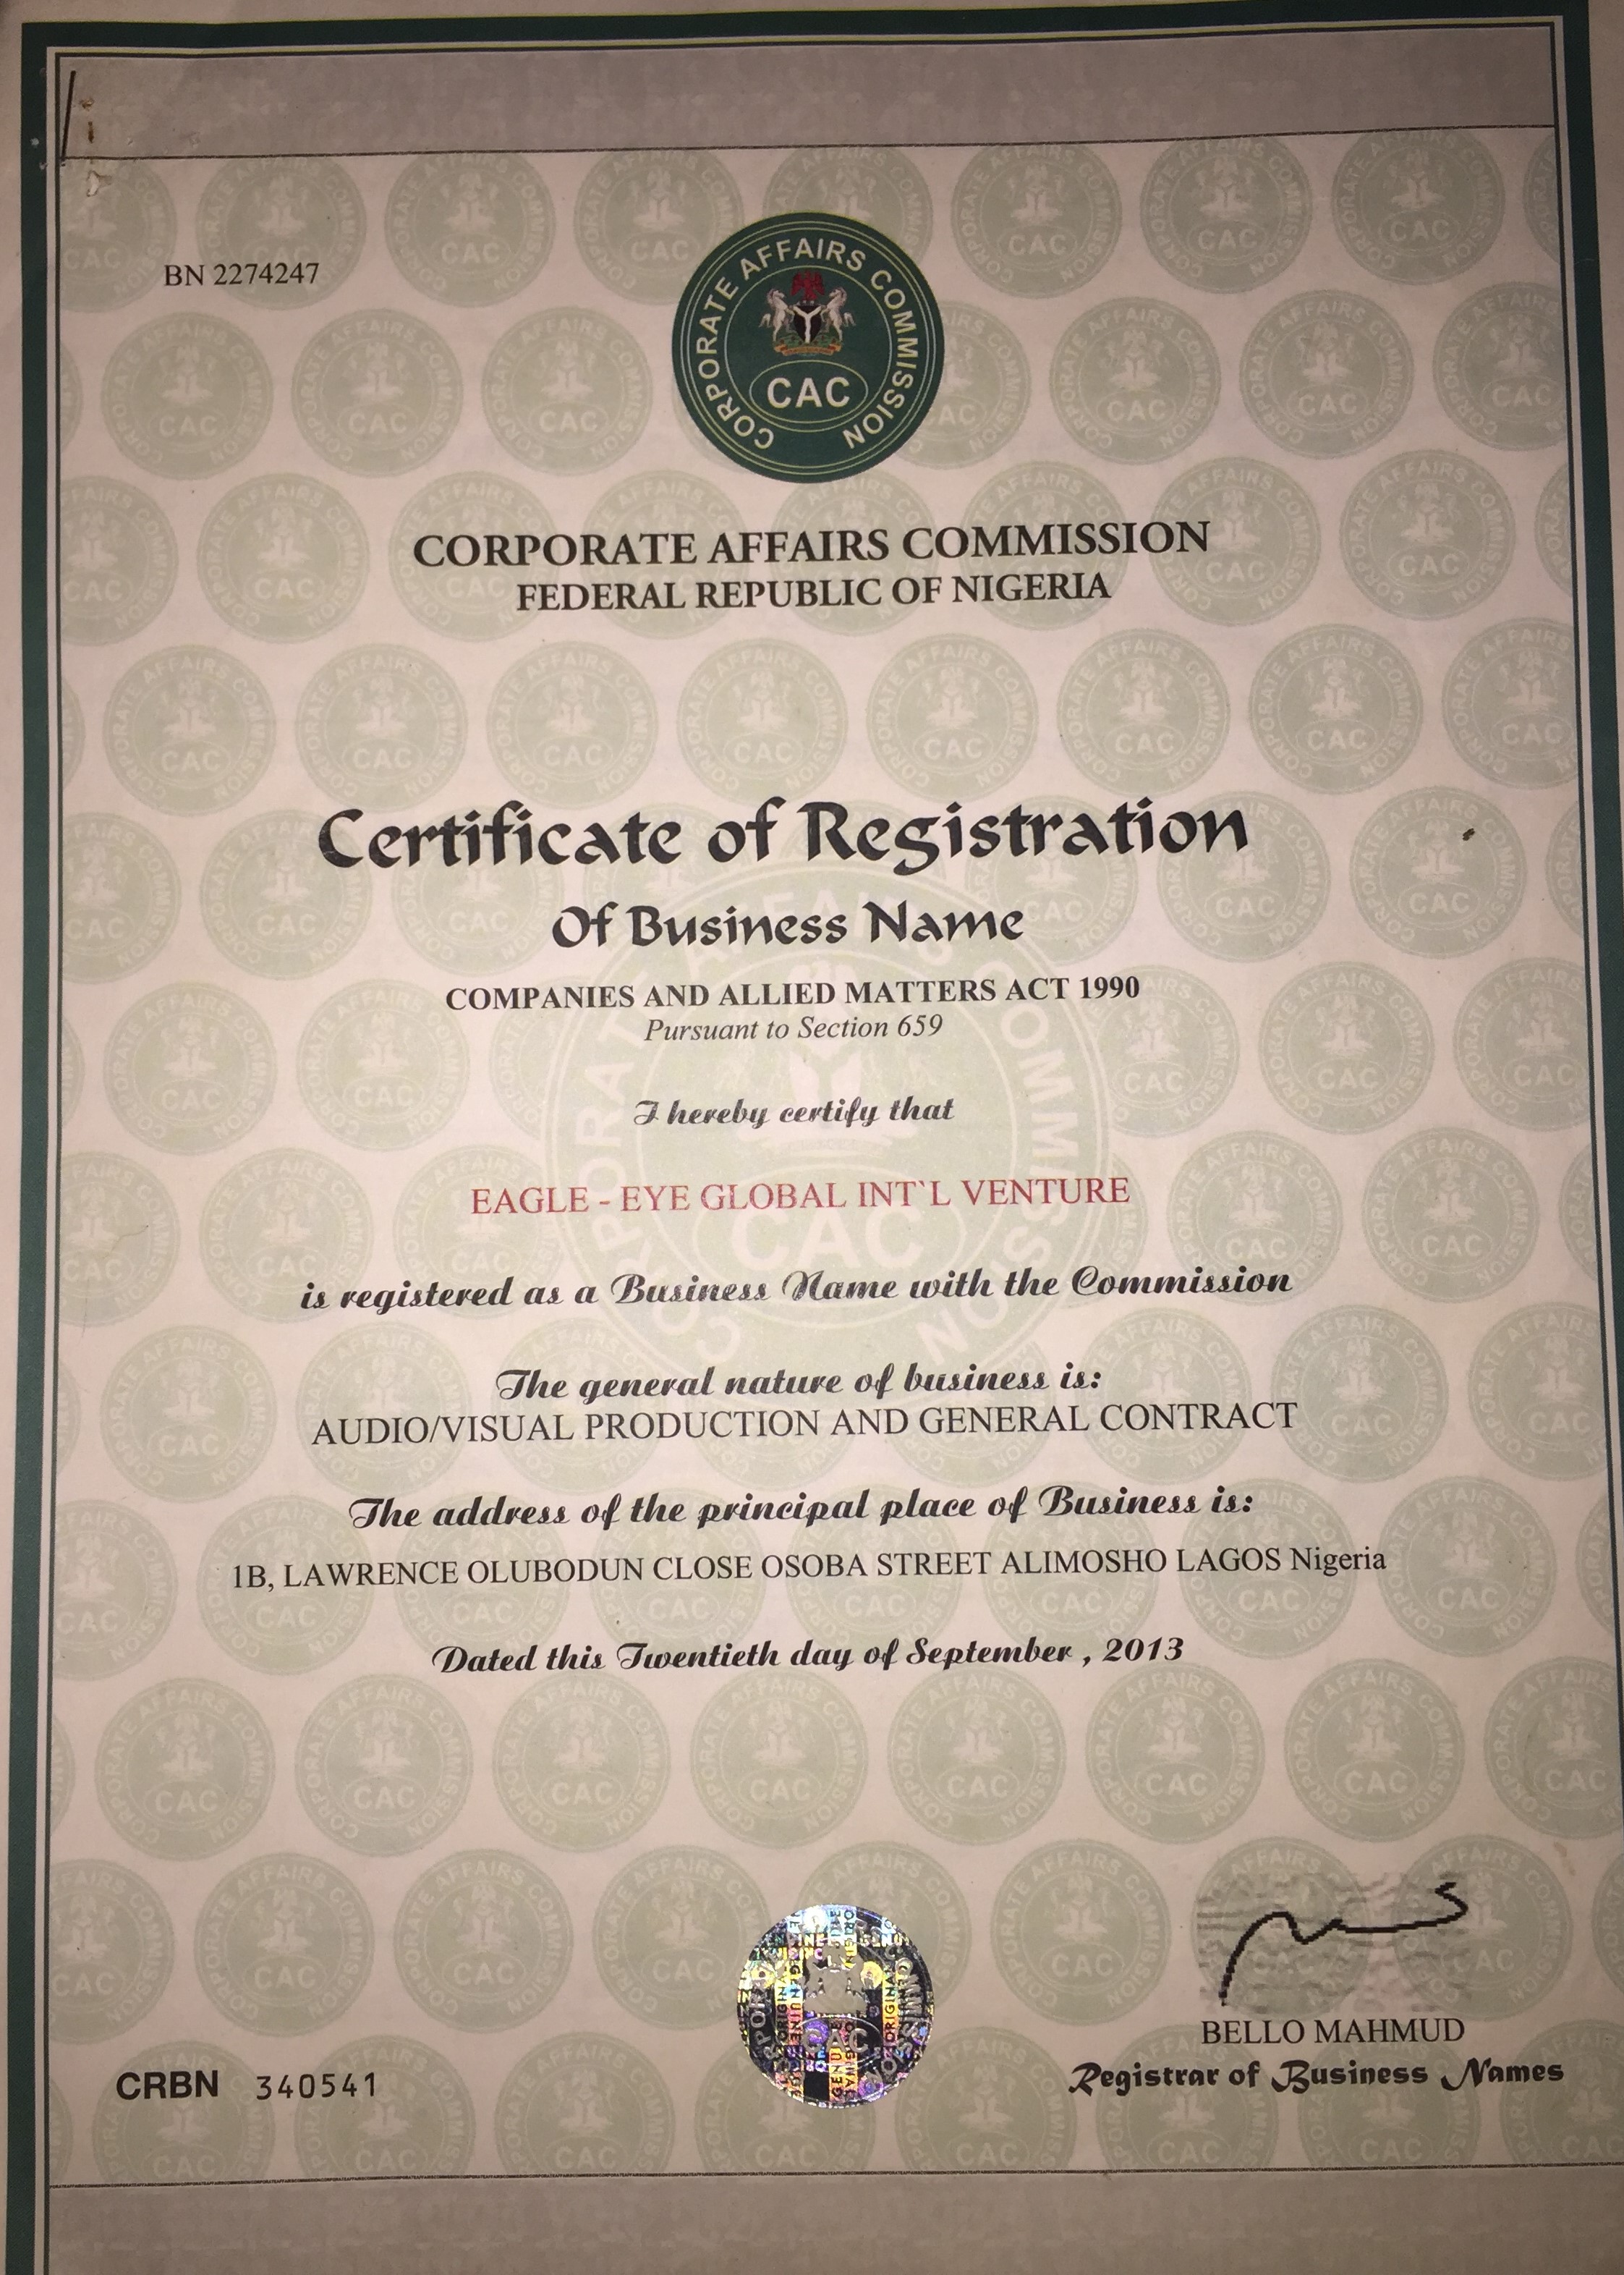 BN 2274247
CORPORATE AFFAIRS COMMISSION
CAC
CORPORATE AFFAIRS COMMISSION
FEDERAL REPUBLIC OF NIGERIA
Certificate of Registration
Of Business Name
COMPANIES AND ALLIED MATTERS ACT 1990
Pursuant to Section 659
I hereby certify that
EAGLE - EYE GLOBAL INT`L VENTURE
is registered as a Business Name with the Commission
The general nature of business is:
AUDIO/VISUAL PRODUCTION AND GENERAL CONTRACT
The address of the principal place of Business is:
1B, LAWRENCE OLUBODUN CLOSE OSOBA STREET ALIMOSHO LAGOS Nigeria
Dated this Twentieth day of September , 2013
BELLO MAHMUD
Registrar of Business Names
CRBN 340541
CAC